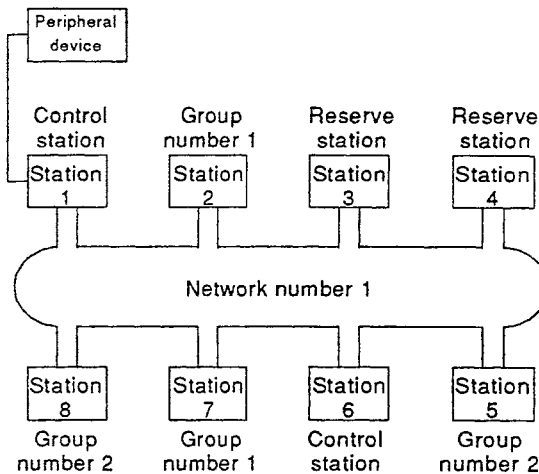 Peripheral
device
Control
station
Group
number 1
Reserve
station
Reserve
station
Station
1
Station
2
Station
3
Station
4
Network number 1
Station
8
Station
7
Station
6
Station
5
Group
number 2
Group
number 1
Control
station
Group
number 2